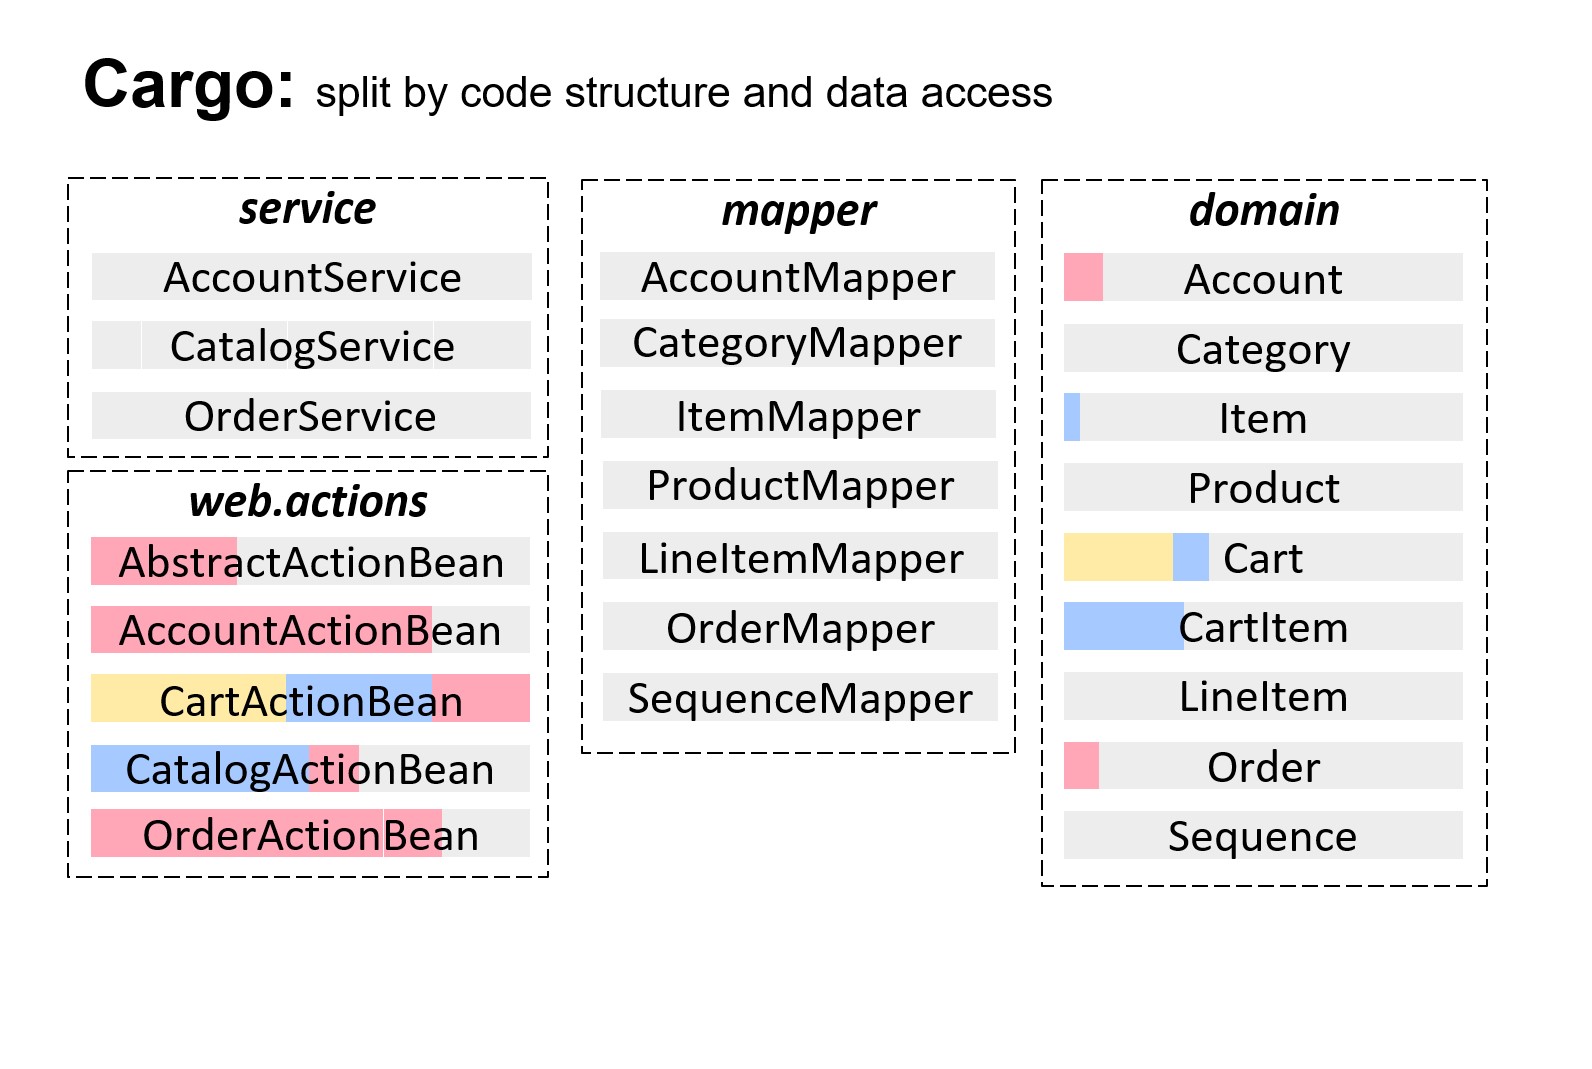 Cargo: split by code structure and data access
service
AccountService
CatalogService
OrderService
web.actions
AbstractActionBean
AccountActionBean
CartActionBean
CatalogActionBean
OrderActionBean
mapper
AccountMapper
CategoryMapper
ItemMapper
ProductMapper
LineItemMapper
OrderMapper
SequenceMapper
domain
Account
Category
Item
Product
Cart
CartItem
LineItem
Order
Sequence